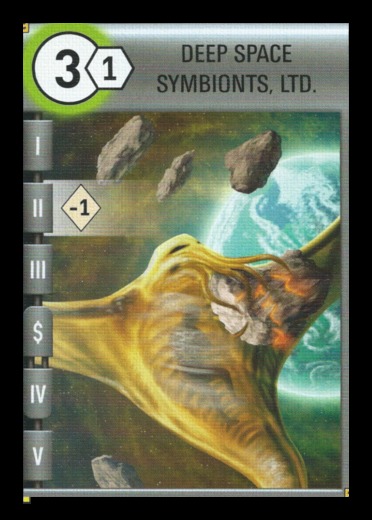 3 1
DEEP SPACE
SYMBIONTS, LTD.
I
II -1
III
$
IV
V